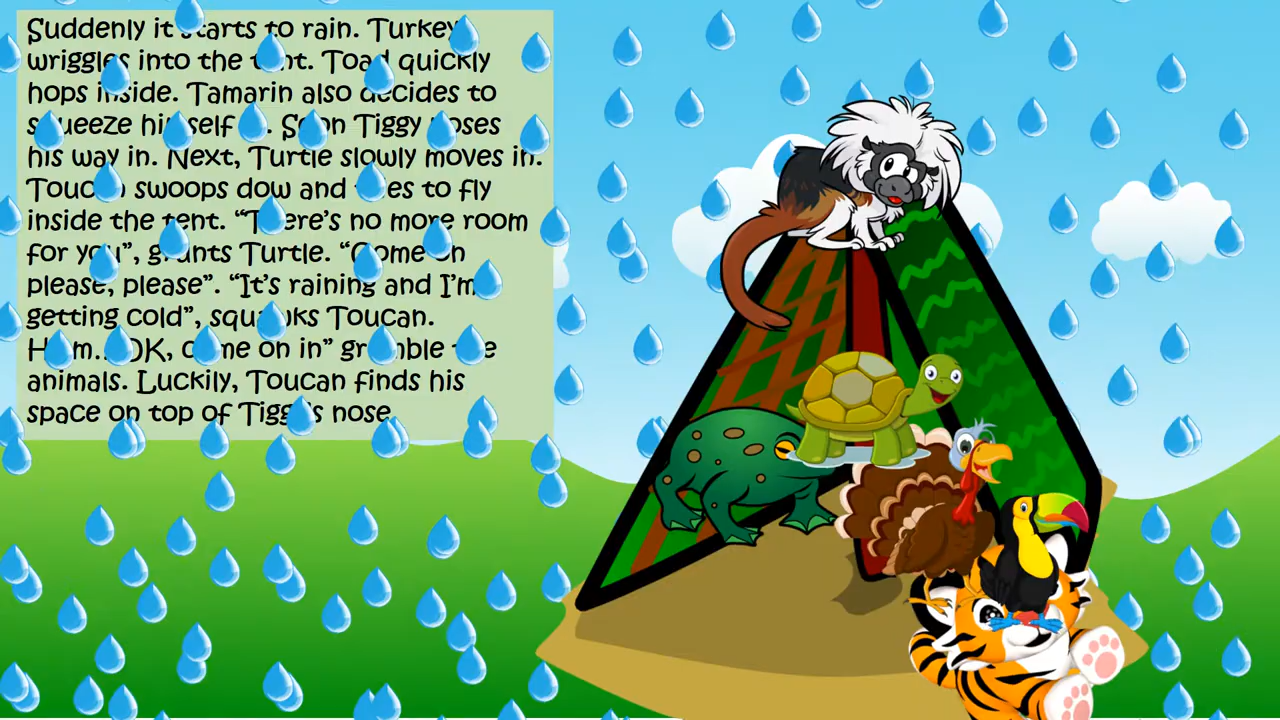 Suddenly it starts to rain. Turkey
wriggles into the tent. Toad quickly
hops inside. Tamarin also decides to
squeeze himself in. Soon Tiggy noses
his way in. Next, Turtle slowly moves in.
Toucan swoops dow and tries to fly
inside the tent. “There’s no more room
for you”, grunts Turtle. “Come on
please, please”. “It’s raining and I’m
getting cold”, squawks Toucan.
Hmm.. OK, come on in” grumble the
animals. Luckily, Toucan finds his
space on top of Tiggy’s nose.